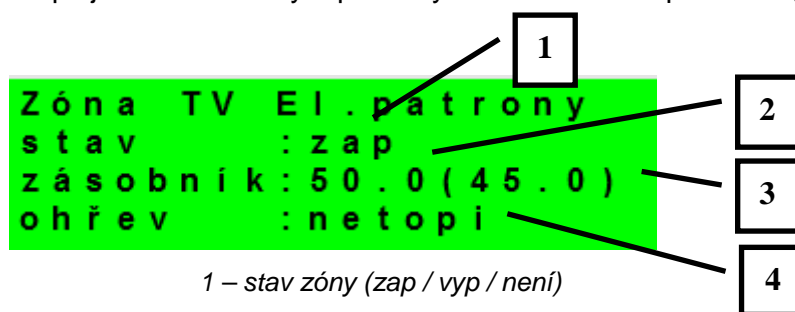 1
Zóna TV El.patrony
stav :zap
2
zásobník:50.0(45.0)
3
ohřev :netopi
4
1 – stav zóny (zap / vyp / není)